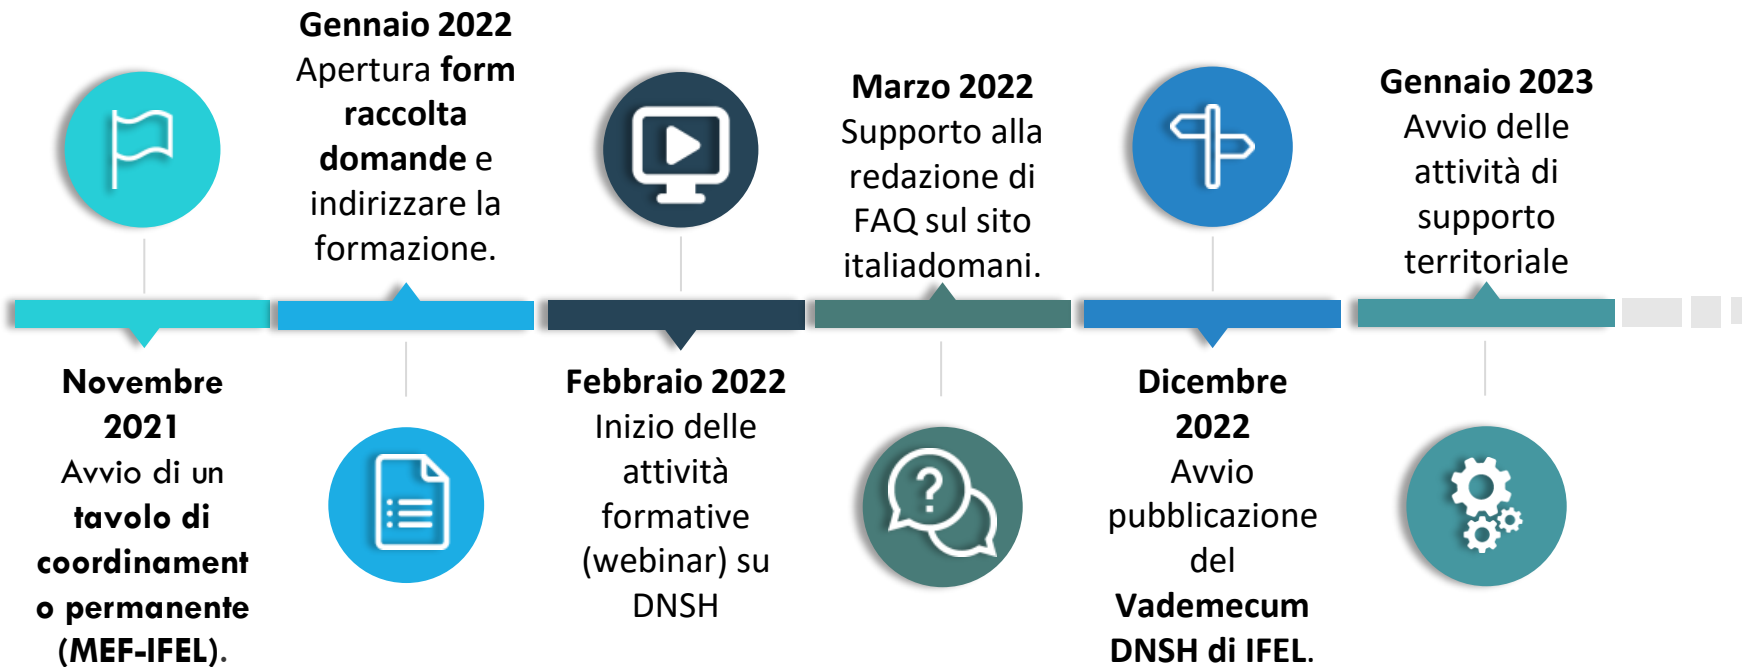 Novembre
2021
Avvio di un
tavolo di
coordinament
o permanente
(MEF-IFEL).
Gennaio 2022
Apertura form
raccolta
domande e
indirizzare la
formazione.
Febbraio 2022
Inizio delle
attività
formative
(webinar) su
DNSH
Marzo 2022
Supporto alla
redazione di
FAQ sul sito
italiadomani.
?
Dicembre
2022
Avvio
pubblicazione
del
Vademecum
DNSH di IFEL.
Gennaio 2023
Avvio delle
attività di
supporto
territoriale